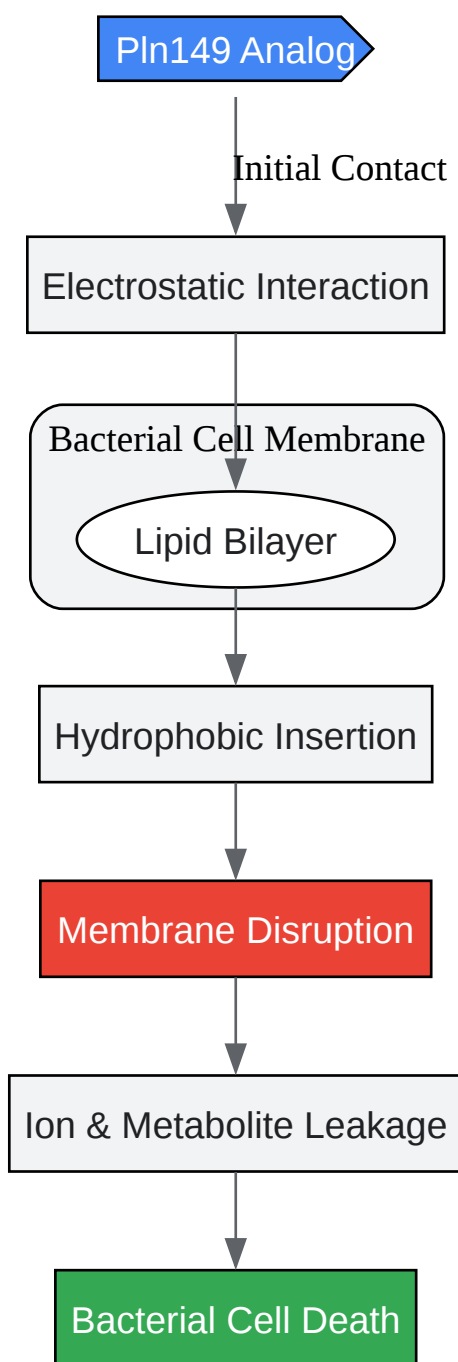 Pln149 Analog
Initial Contact
Electrostatic Interaction
Bacterial Cell Membrane
Lipid Bilayer
Hydrophobic Insertion
Membrane Disruption
Ion & Metabolite Leakage
Bacterial Cell Death